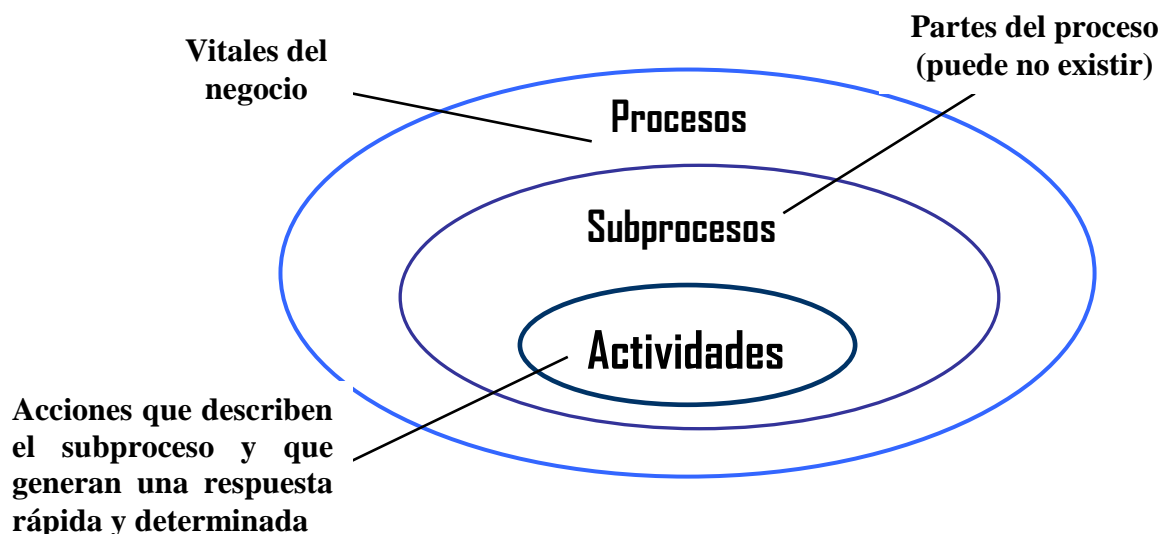 Vitales del
negocio
Partes del proceso
(puede no existir)
Procesos
Subprocesos
Actividades
Acciones que describen
el subproceso y que
generan una respuesta
rápida y determinada